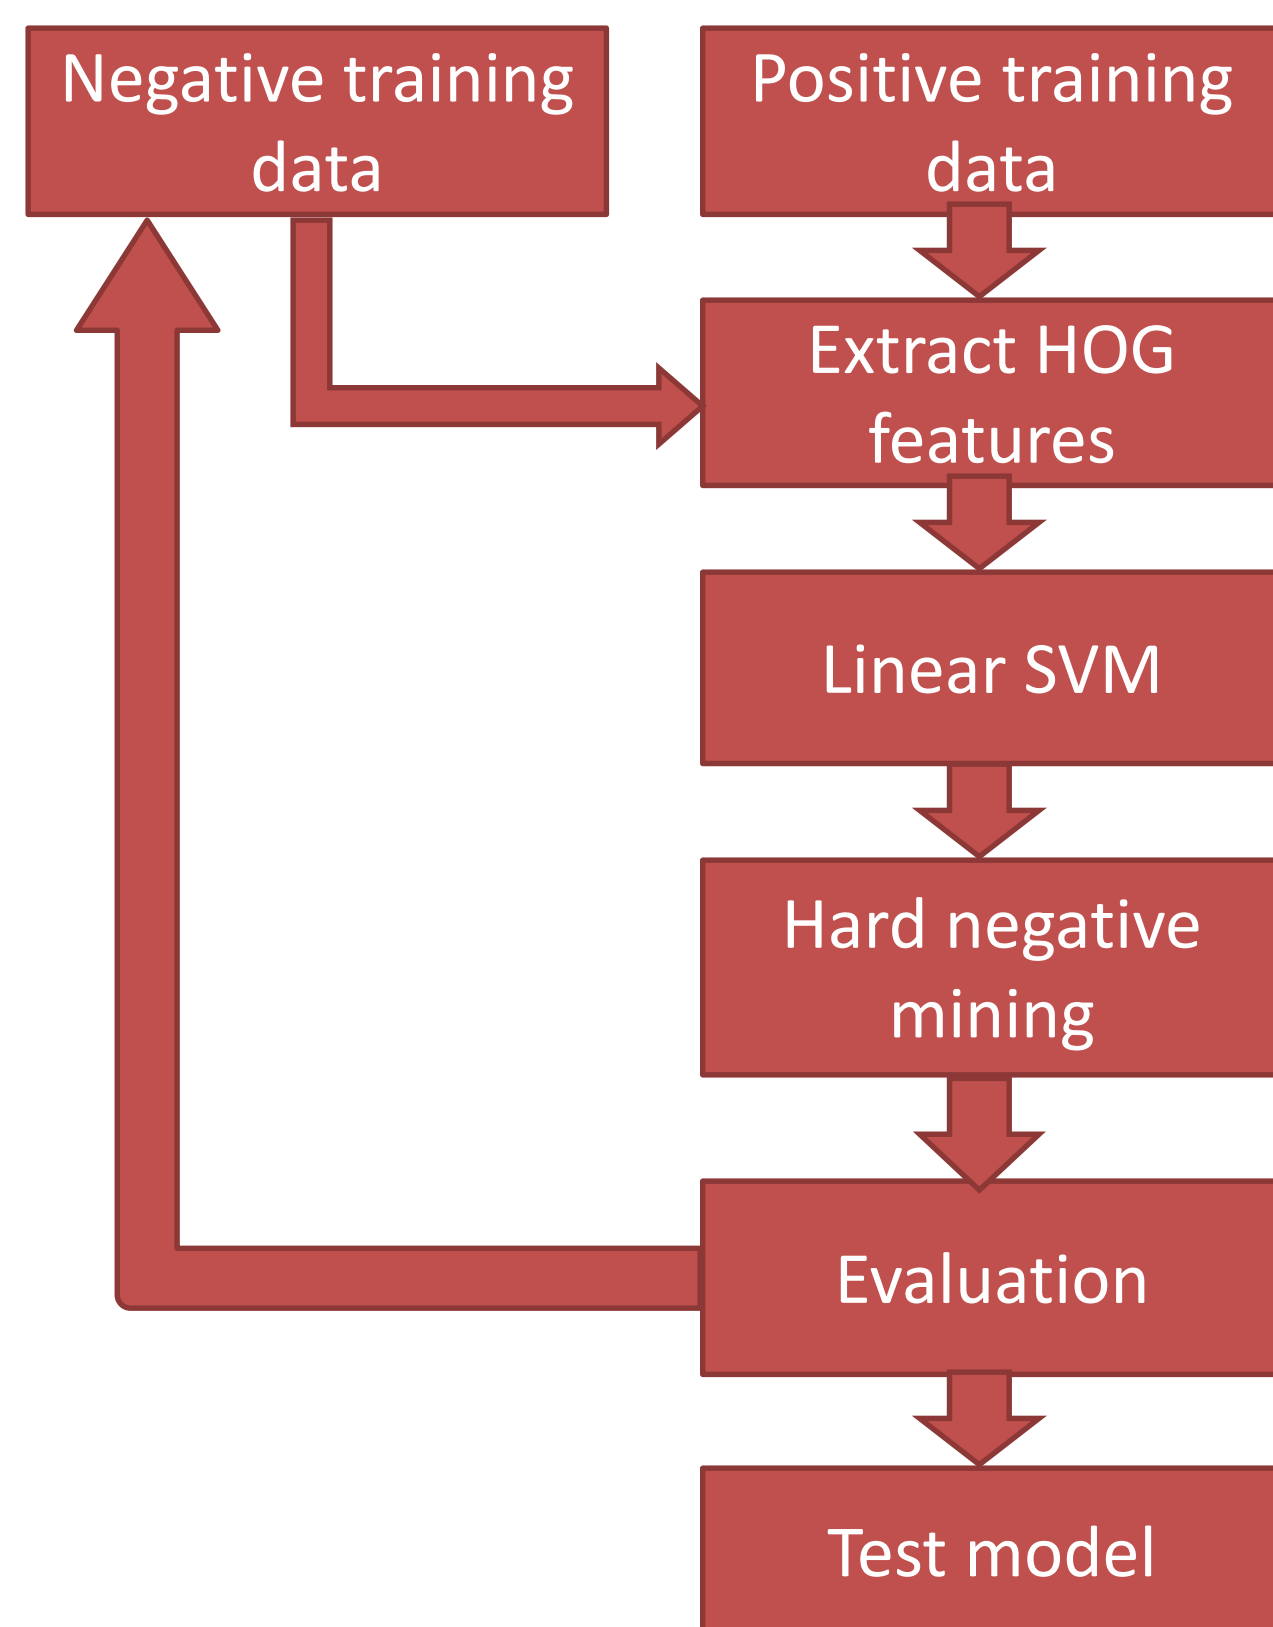 Negative training
data
Positive training
data
Extract HOG
features
Linear SVM
Hard negative
mining
Evaluation
Test model